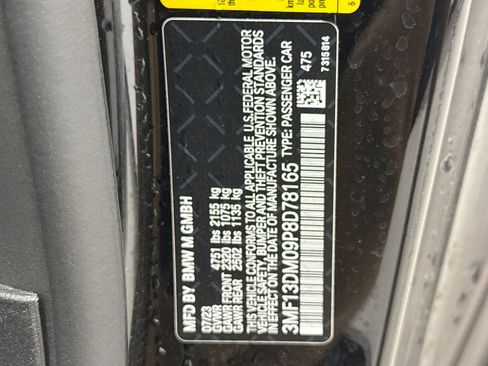 MFD BY BMW M GMBH
07/23
GVWR 4751 lbs 2155 kg
GAWR FRONT 2320 lbs 1075 kg
GAWR REAR 2502 lbs 1135 kg
THIS VEHICLE CONFORMS TO ALL APPLICABLE U.S.FEDERAL MOTOR
VEHICLE SAFETY, BUMPER AND THEFT PREVENTION STANDARDS
IN EFFECT ON THE DATE OF MANUFACTURE SHOWN ABOVE.
TYPE: PASSENGER CAR
3MF13DM09P8D78165
475
7315814